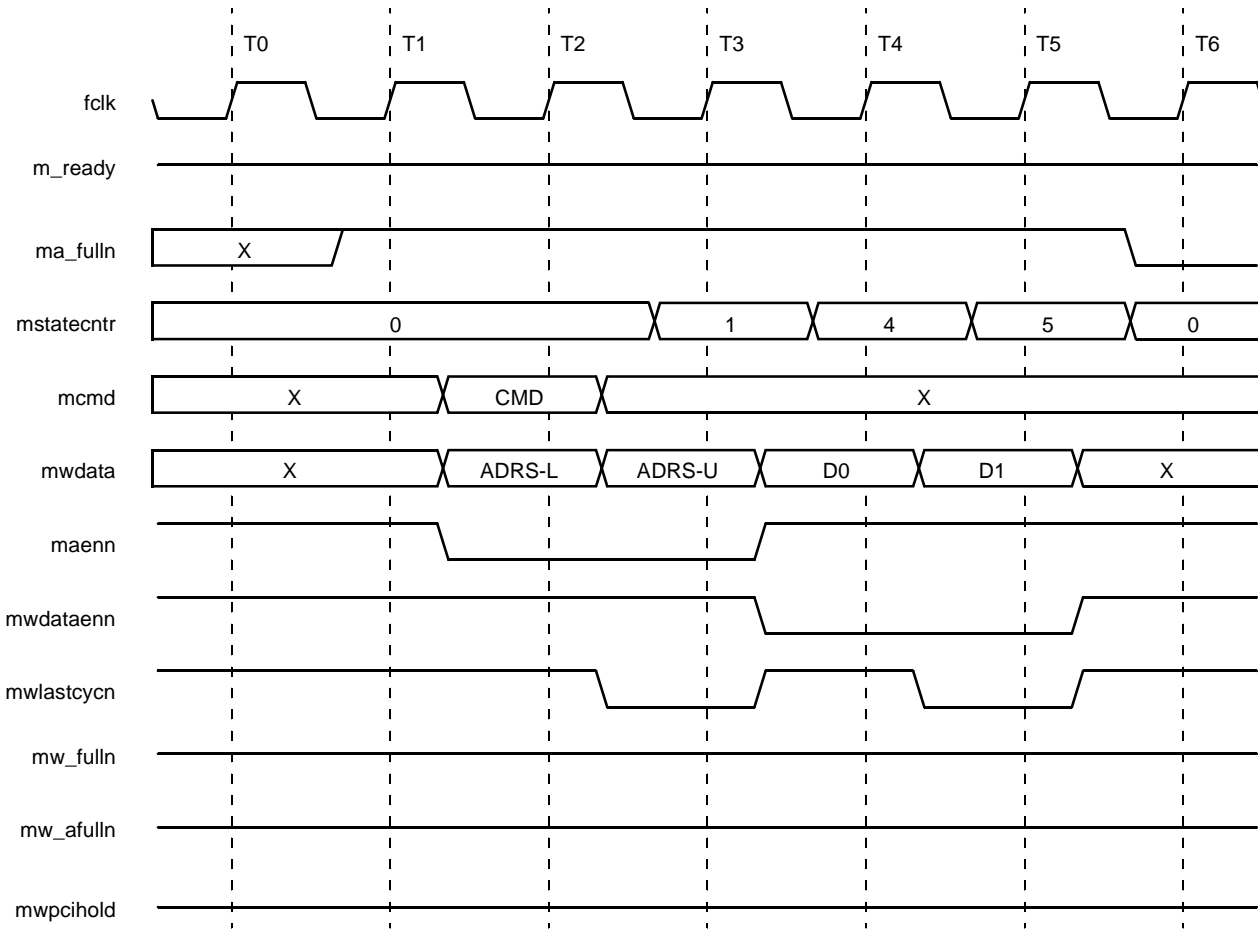 T0 T1 T2 T3 T4 T5 T6
fclk
m_ready
ma_fulln X
mstatecntr 0 1 4 5 0
mcmd X CMD X
mwdata X ADRS-L ADRS-U D0 D1 X
maenn
mwdataenn
mwlastcycn
mw_fulln
mw_afulln
mwpcihold